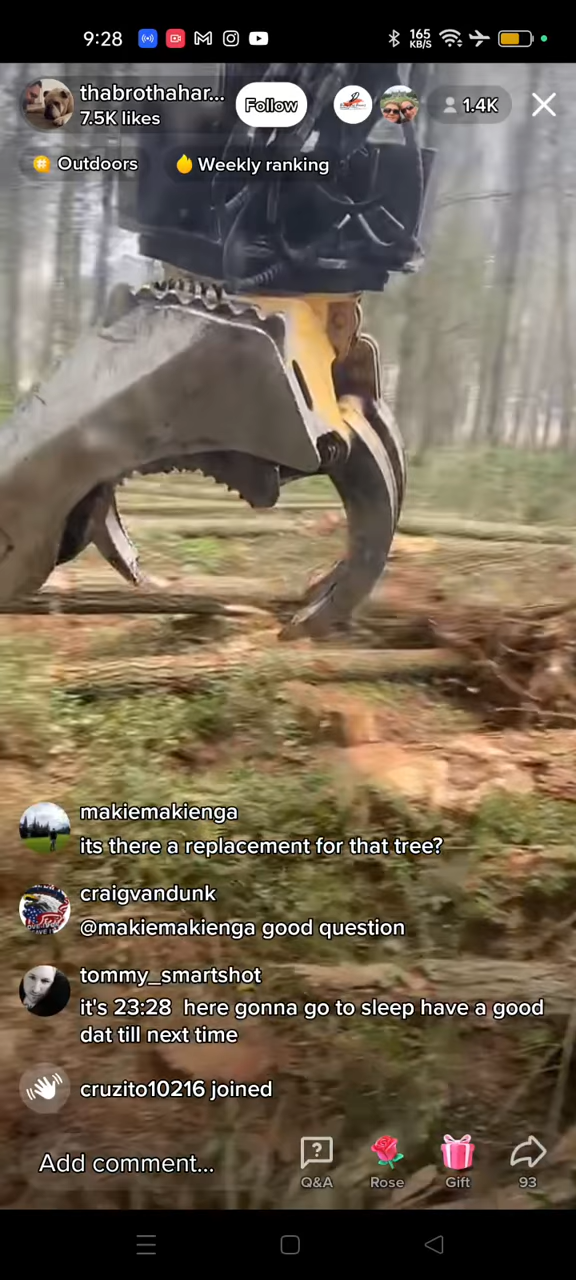 9:28
165
KB/S
thabrothahar...
7.5K likes
Follow
1.4K
Outdoors
Weekly ranking
makiemakienga
its there a replacement for that tree?
craigvandunk
@makiemakienga good question
tommy_smartshot
it's 23:28 here gonna go to sleep have a good
dat till next time
cruzito10216 joined
Add comment...
Q&A
Rose
Gift
93